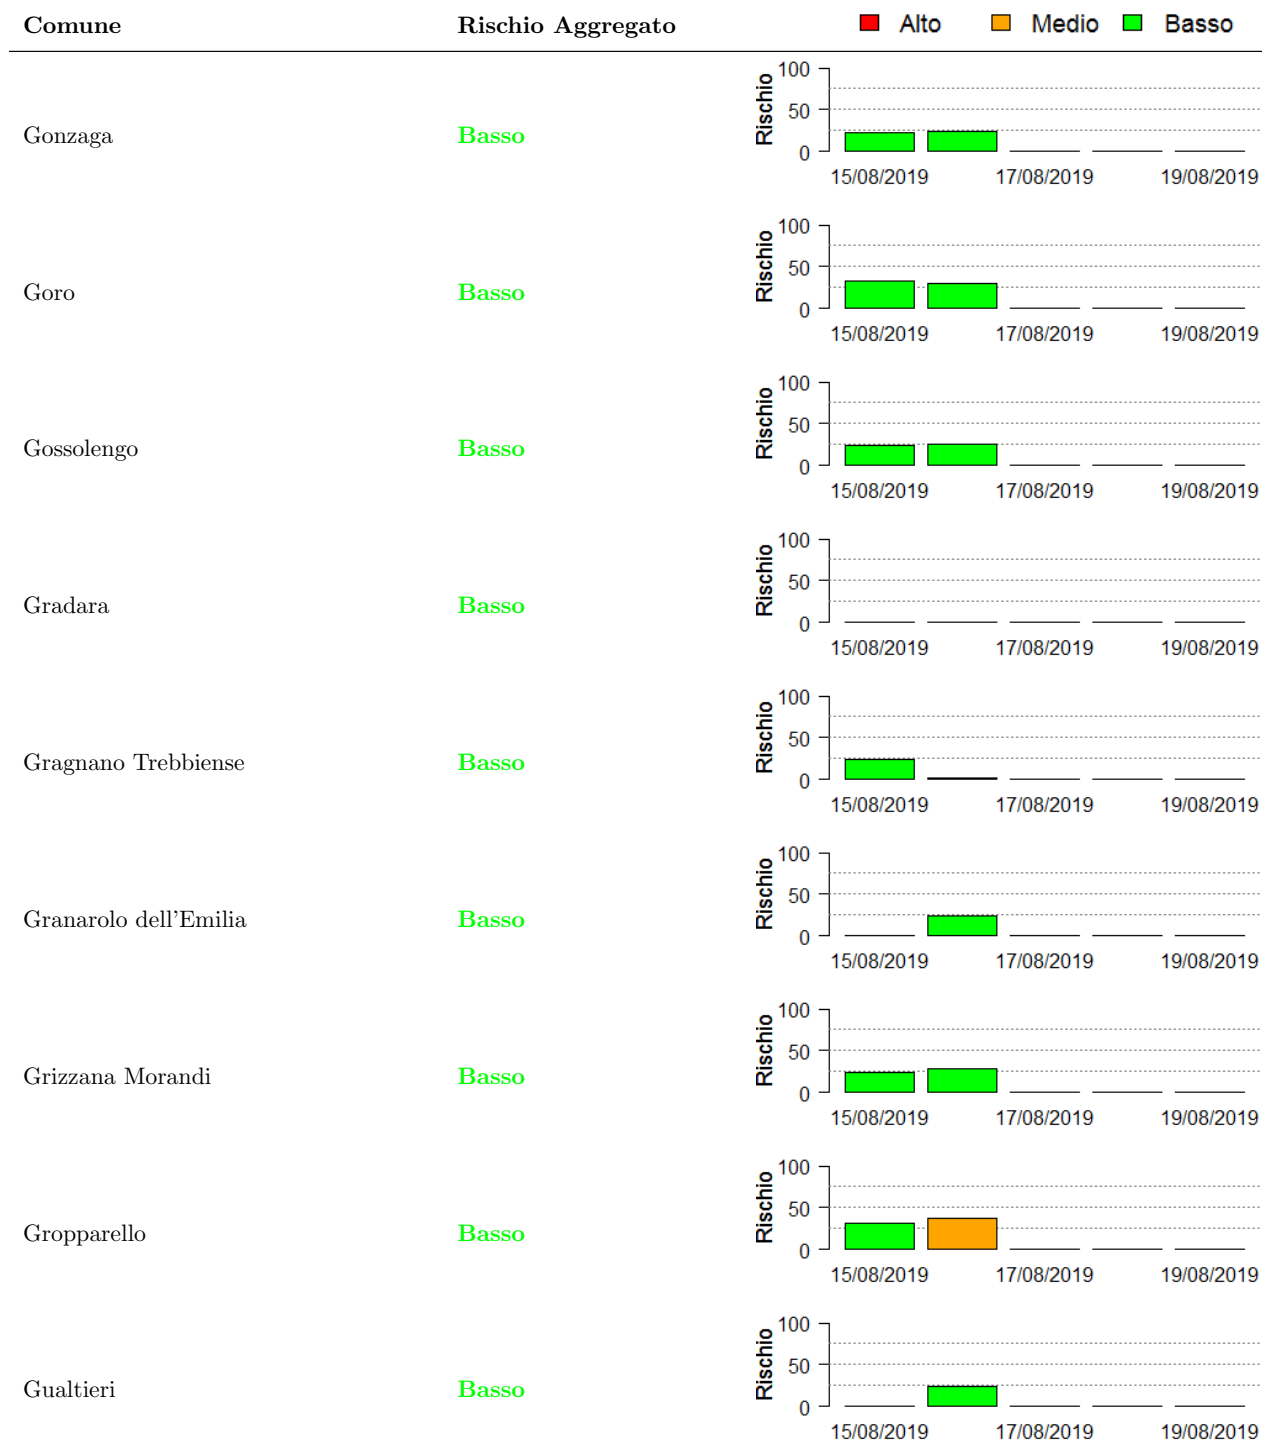 Comune Rischio Aggregato Alto Medio Basso
Gonzaga Basso Rischio 100 50 0
15/08/2019 17/08/2019 19/08/2019
Goro Basso Rischio 100 50 0
15/08/2019 17/08/2019 19/08/2019
Gossolengo Basso Rischio 100 50 0
15/08/2019 17/08/2019 19/08/2019
Gradara Basso Rischio 100 50 0
15/08/2019 17/08/2019 19/08/2019
Gragnano Trebbiense Basso Rischio 100 50 0
15/08/2019 17/08/2019 19/08/2019
Granarolo dell'Emilia Basso Rischio 100 50 0
15/08/2019 17/08/2019 19/08/2019
Grizzana Morandi Basso Rischio 100 50 0
15/08/2019 17/08/2019 19/08/2019
Gropparello Basso Rischio 100 50 0
15/08/2019 17/08/2019 19/08/2019
Gualtieri Basso Rischio 100 50 0
15/08/2019 17/08/2019 19/08/2019